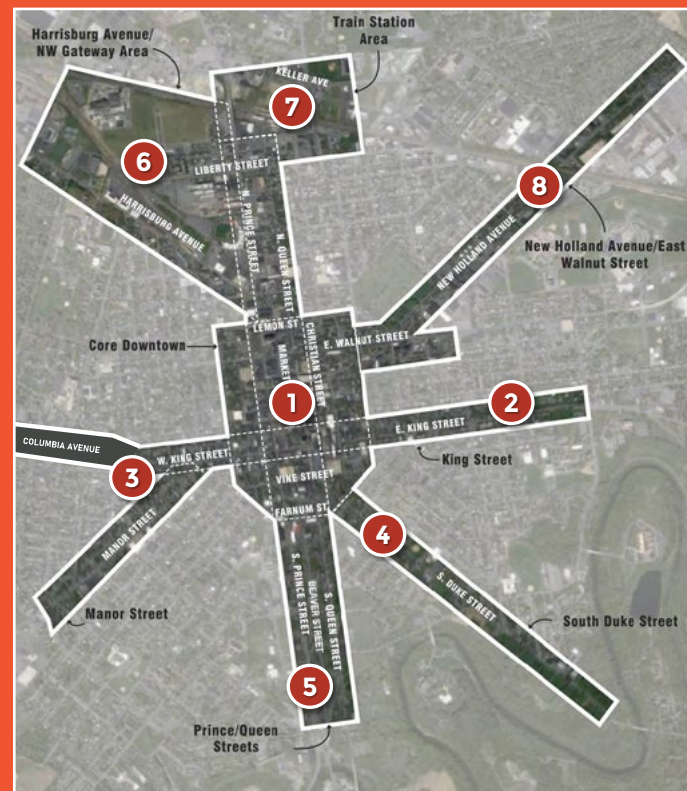 Harrisburg Avenue/
NW Gateway Area
Train Station
Area
KELLER AVE
7
6
LIBERTY STREET
8
HARRISBURG AVENUE
N. PRINCE STREET
N. QUEEN STREET
NEW HOLLAND AVENUE
New Holland Avenue/East
Walnut Street
LEMON ST
Core Downtown
MARKET
CHRISTIAN STREET
E. WALNUT STREET
1
2
COLUMBIA AVENUE
W. KING STREET
E. KING STREET
King Street
3
VINE STREET
FARNUM ST
MANOR STREET
4
Manor Street
S. PRINCE STREET
BEAVER STREET
S. QUEEN STREET
S. DUKE STREET
South Duke Street
5
Prince/Queen
Streets